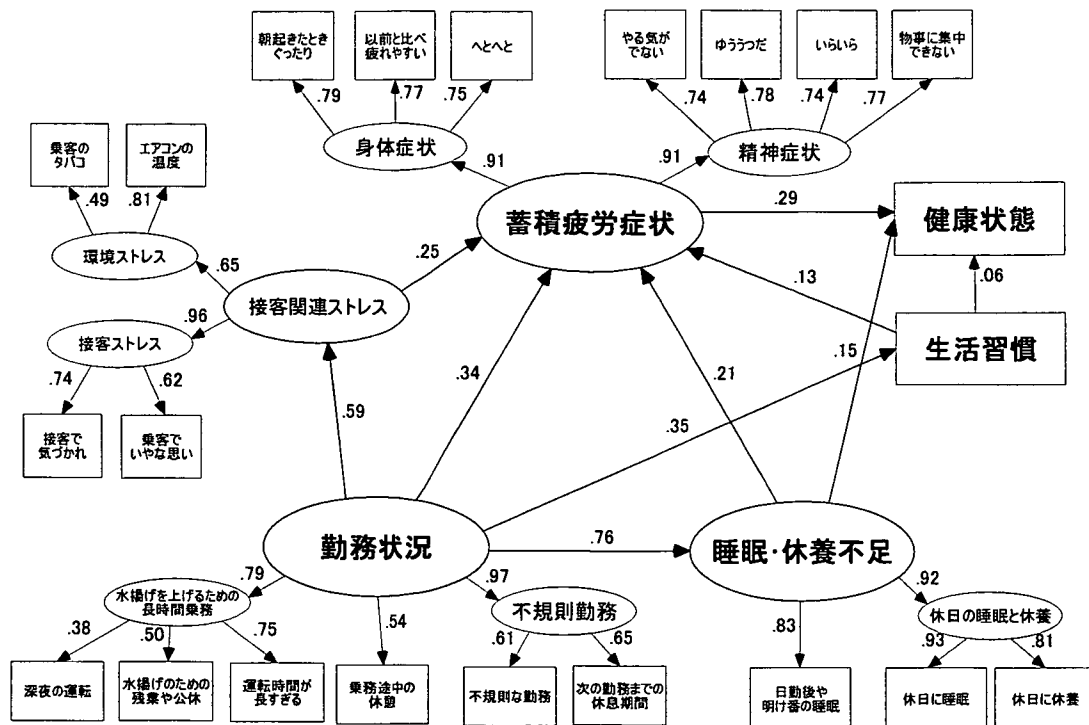 朝起きたとき
ぐったり
以前と比べ
疲れやすい
へとへと
やる気が
でない
ゆううつだ
いらいら
物事に集中
できない
.79
.77
.75
.74
.78
.74
.77
身体症状
精神症状
乗客の
タバコ
エアコンの
温度
.91
.91
.49
.81
蓄積疲労症状
.29
健康状態
環境ストレス
.65
.25
.13
.06
接客関連ストレス
.96
接客ストレス
生活習慣
.74
.62
.34
.21
.15
.59
.35
接客で
気づかれ
乗客で
いやな思い
勤務状況
.76
睡眠・休養不足
.79
.97
.92
水揚げを上げるための
長時間乗務
不規則勤務
休日の睡眠と休養
.38
.50
.75
.54
.61
.65
.83
.93
.81
深夜の運転
水揚げのための
残業や公休
運転時間が
長すぎる
乗務途中の
休憩
不規則な勤務
次の勤務までの
休息期間
日勤後や
明け番の睡眠
休日に睡眠
休日に休養